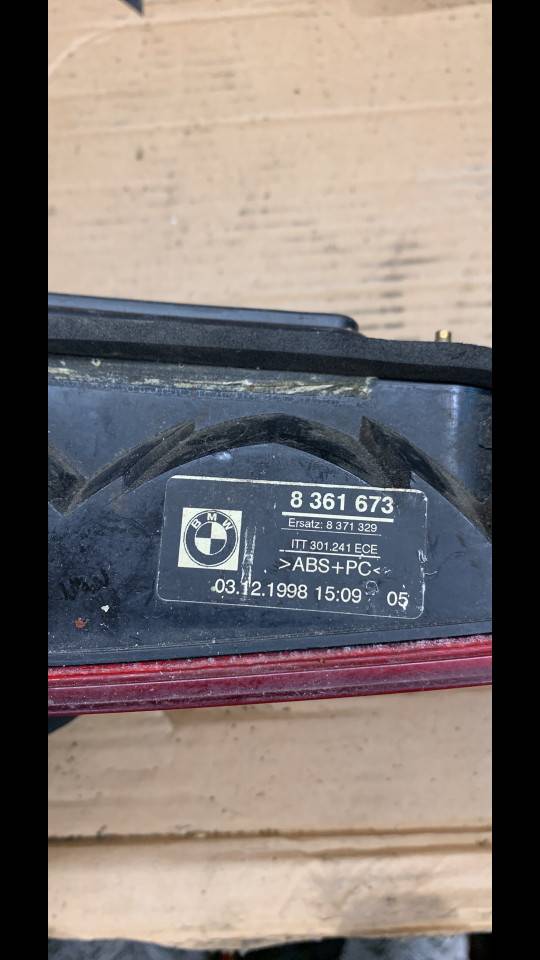 BMW
8 361 673
Ersatz: 8 371 329
ITT 301.241 ECE
>ABS+PC<
03.12.1998 15:09 05